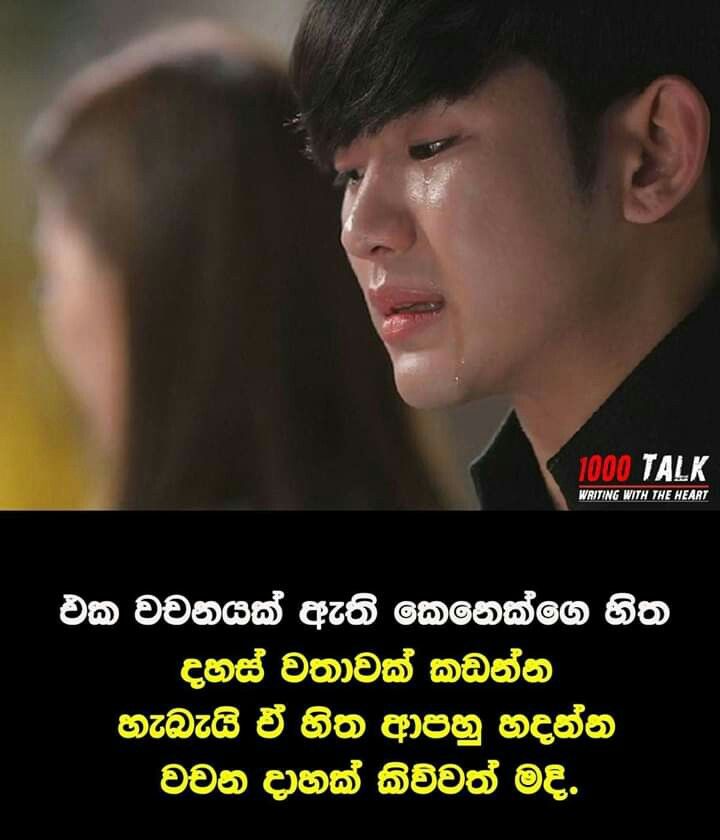 1000 TALK
WRITING WITH THE HEART
එක වචනයක් ඇති කෙනෙක්ගෙ හිත
දහස් වතාවක් කඩන්න
හැබැයි ඒ හිත ආපහු හදන්න
වචන දාහක් කිව්වත් මදි.